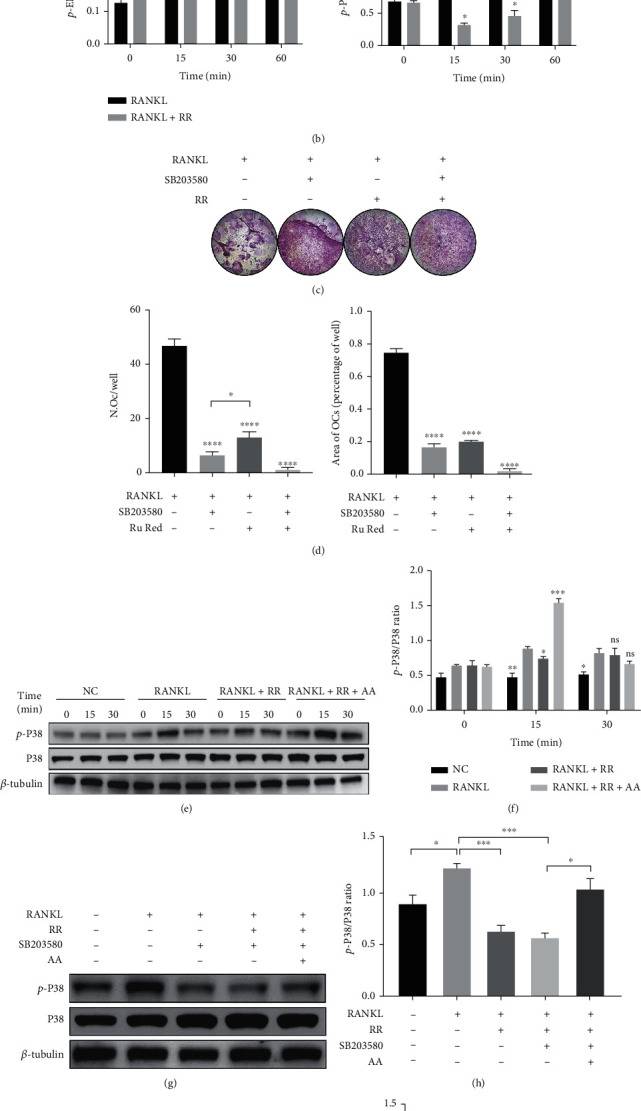 p-El
0.1
0.0
0 15 30 60
Time (min)
RANKL
RANKL + RR
p-P
0.5
0.0
* *
0 15 30 60
Time (min)
(b)
RANKL + + + +
SB203580 – + – +
RR – – + +
(c)
N.Oc/well
60
40
20
0
*
**** **** ****
RANKL + + + +
SB203580 – + – +
Ru Red – – + +
Area of OCs (percentage of well)
1.0
0.8
0.6
0.4
0.2
0.0
**** **** ****
RANKL + + + +
SB203580 – + – +
Ru Red – – + +
(d)
Time
(min)
NC RANKL RANKL + RR RANKL + RR + AA
0 15 30 0 15 30 0 15 30 0 15 30
p-P38
P38
β-tubulin
(e)
p-P38/P38 ratio
2.0
1.5
1.0
0.5
0.0
** * *** * ns ns
0 15 30
Time (min)
NC RANKL + RR
RANKL RANKL + RR + AA
(f)
RANKL – + + + +
RR – – – + +
SB203580 – – + + +
AA – – – – +
p-P38
P38
β-tubulin
(g)
p-P38/P38 ratio
1.5
1.0
0.5
0.0
***
* *** *
RANKL – + + + +
RR – – + + +
SB203580 – – – + +
AA – – – – +
(h)
1.5